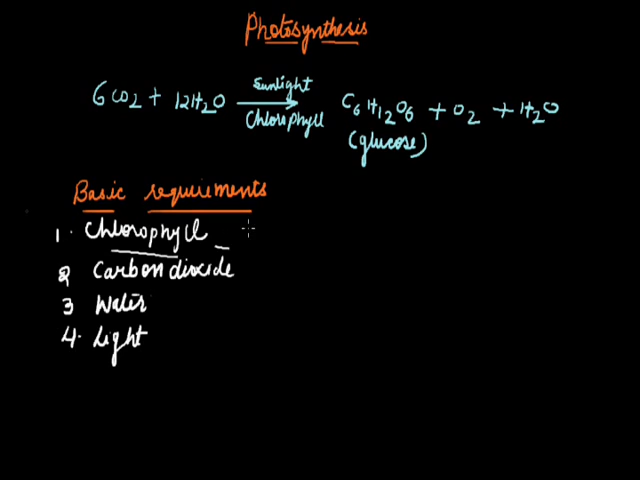 Photosynthesis
6CO2 + 12H2O Sunlight Chlorophyll C6H12O6 + O2 + H2O
(glucose)
Basic requirements
1. Chlorophyll _
2 Carbondioxide
3 Water
4. Light